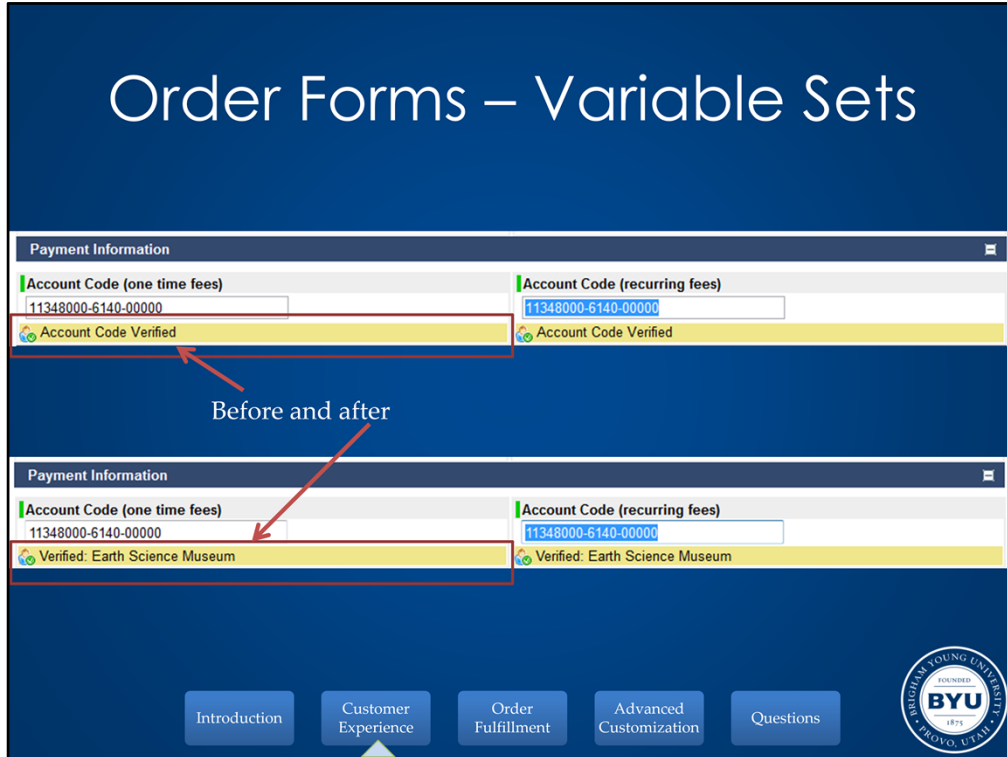 Order Forms – Variable Sets
Payment Information
Account Code (one time fees)
Account Code (recurring fees)
11348000-6140-00000
11348000-6140-00000
Account Code Verified
Account Code Verified
Before and after
Payment Information
Account Code (one time fees)
Account Code (recurring fees)
11348000-6140-00000
11348000-6140-00000
Verified: Earth Science Museum
Verified: Earth Science Museum
Introduction
Customer
Experience
Order
Fulfillment
Advanced
Customization
Questions
BRIGHAM YOUNG UNIVERSITY
FOUNDED
BYU
1875
PROVO, UTAH